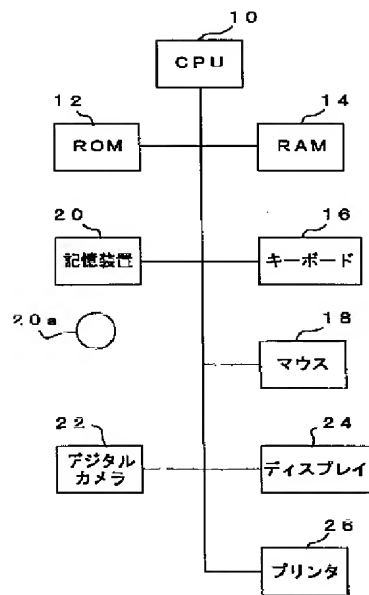 10
CPU
12
14
ROM
RAM
20
16
記憶装置
キーボード
20a
18
マウス
22
24
デジタル
カメラ
ディスプレイ
26
プリンタ